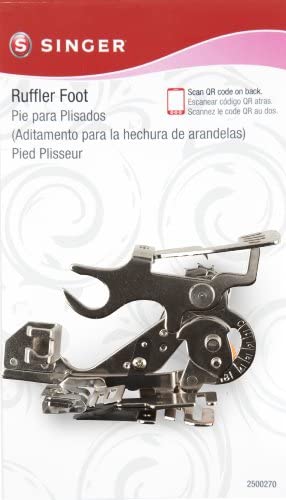 S SINGER
Ruffler Foot
Pie para Plisados
(Aditamento para la hechura de arandelas)
Pied Plisseur
Scan QR code on back.
Escanear código QR atras.
Scannez le code QR au dos.
2500270